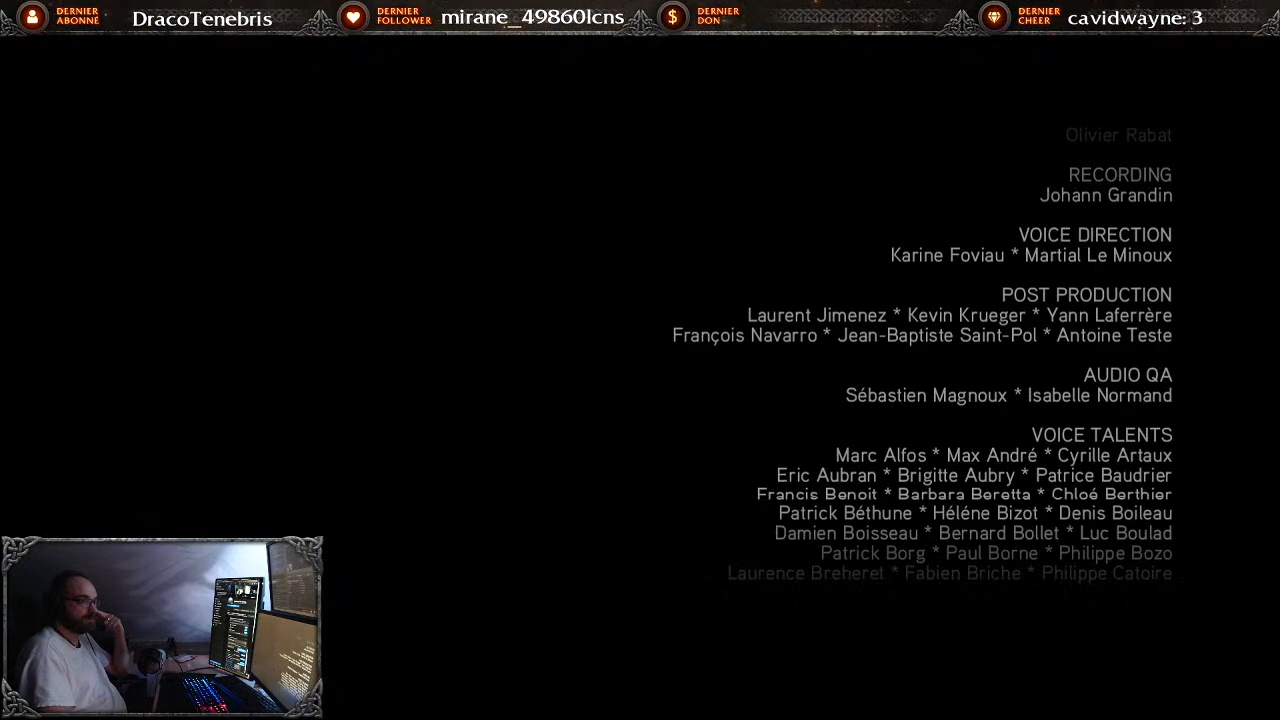 DERNIER ABONNÉ DracoTenebris
DERNIER FOLLOWER mirane_49860lcns
DERNIER DON
DERNIER CHEER cavidwayne: 3
Olivier Rabat
RECORDING
Johann Grandin
VOICE DIRECTION
Karine Foviau * Martial Le Minoux
POST PRODUCTION
Laurent Jimenez * Kevin Krueger * Yann Laferrère
François Navarro * Jean-Baptiste Saint-Pol * Antoine Teste
AUDIO QA
Sébastien Magnoux * Isabelle Normand
VOICE TALENTS
Marc Alfos * Max André * Cyrille Artaux
Eric Aubran * Brigitte Aubry * Patrice Baudrier
Francis Benoit * Barbara Beretta * Chloé Berthier
Patrick Béthune * Héléne Bizot * Denis Boileau
Damien Boisseau * Bernard Bollet * Luc Boulad
Patrick Borg * Paul Borne * Philippe Bozo
Laurence Breheret * Fabien Briche * Philippe Catoire